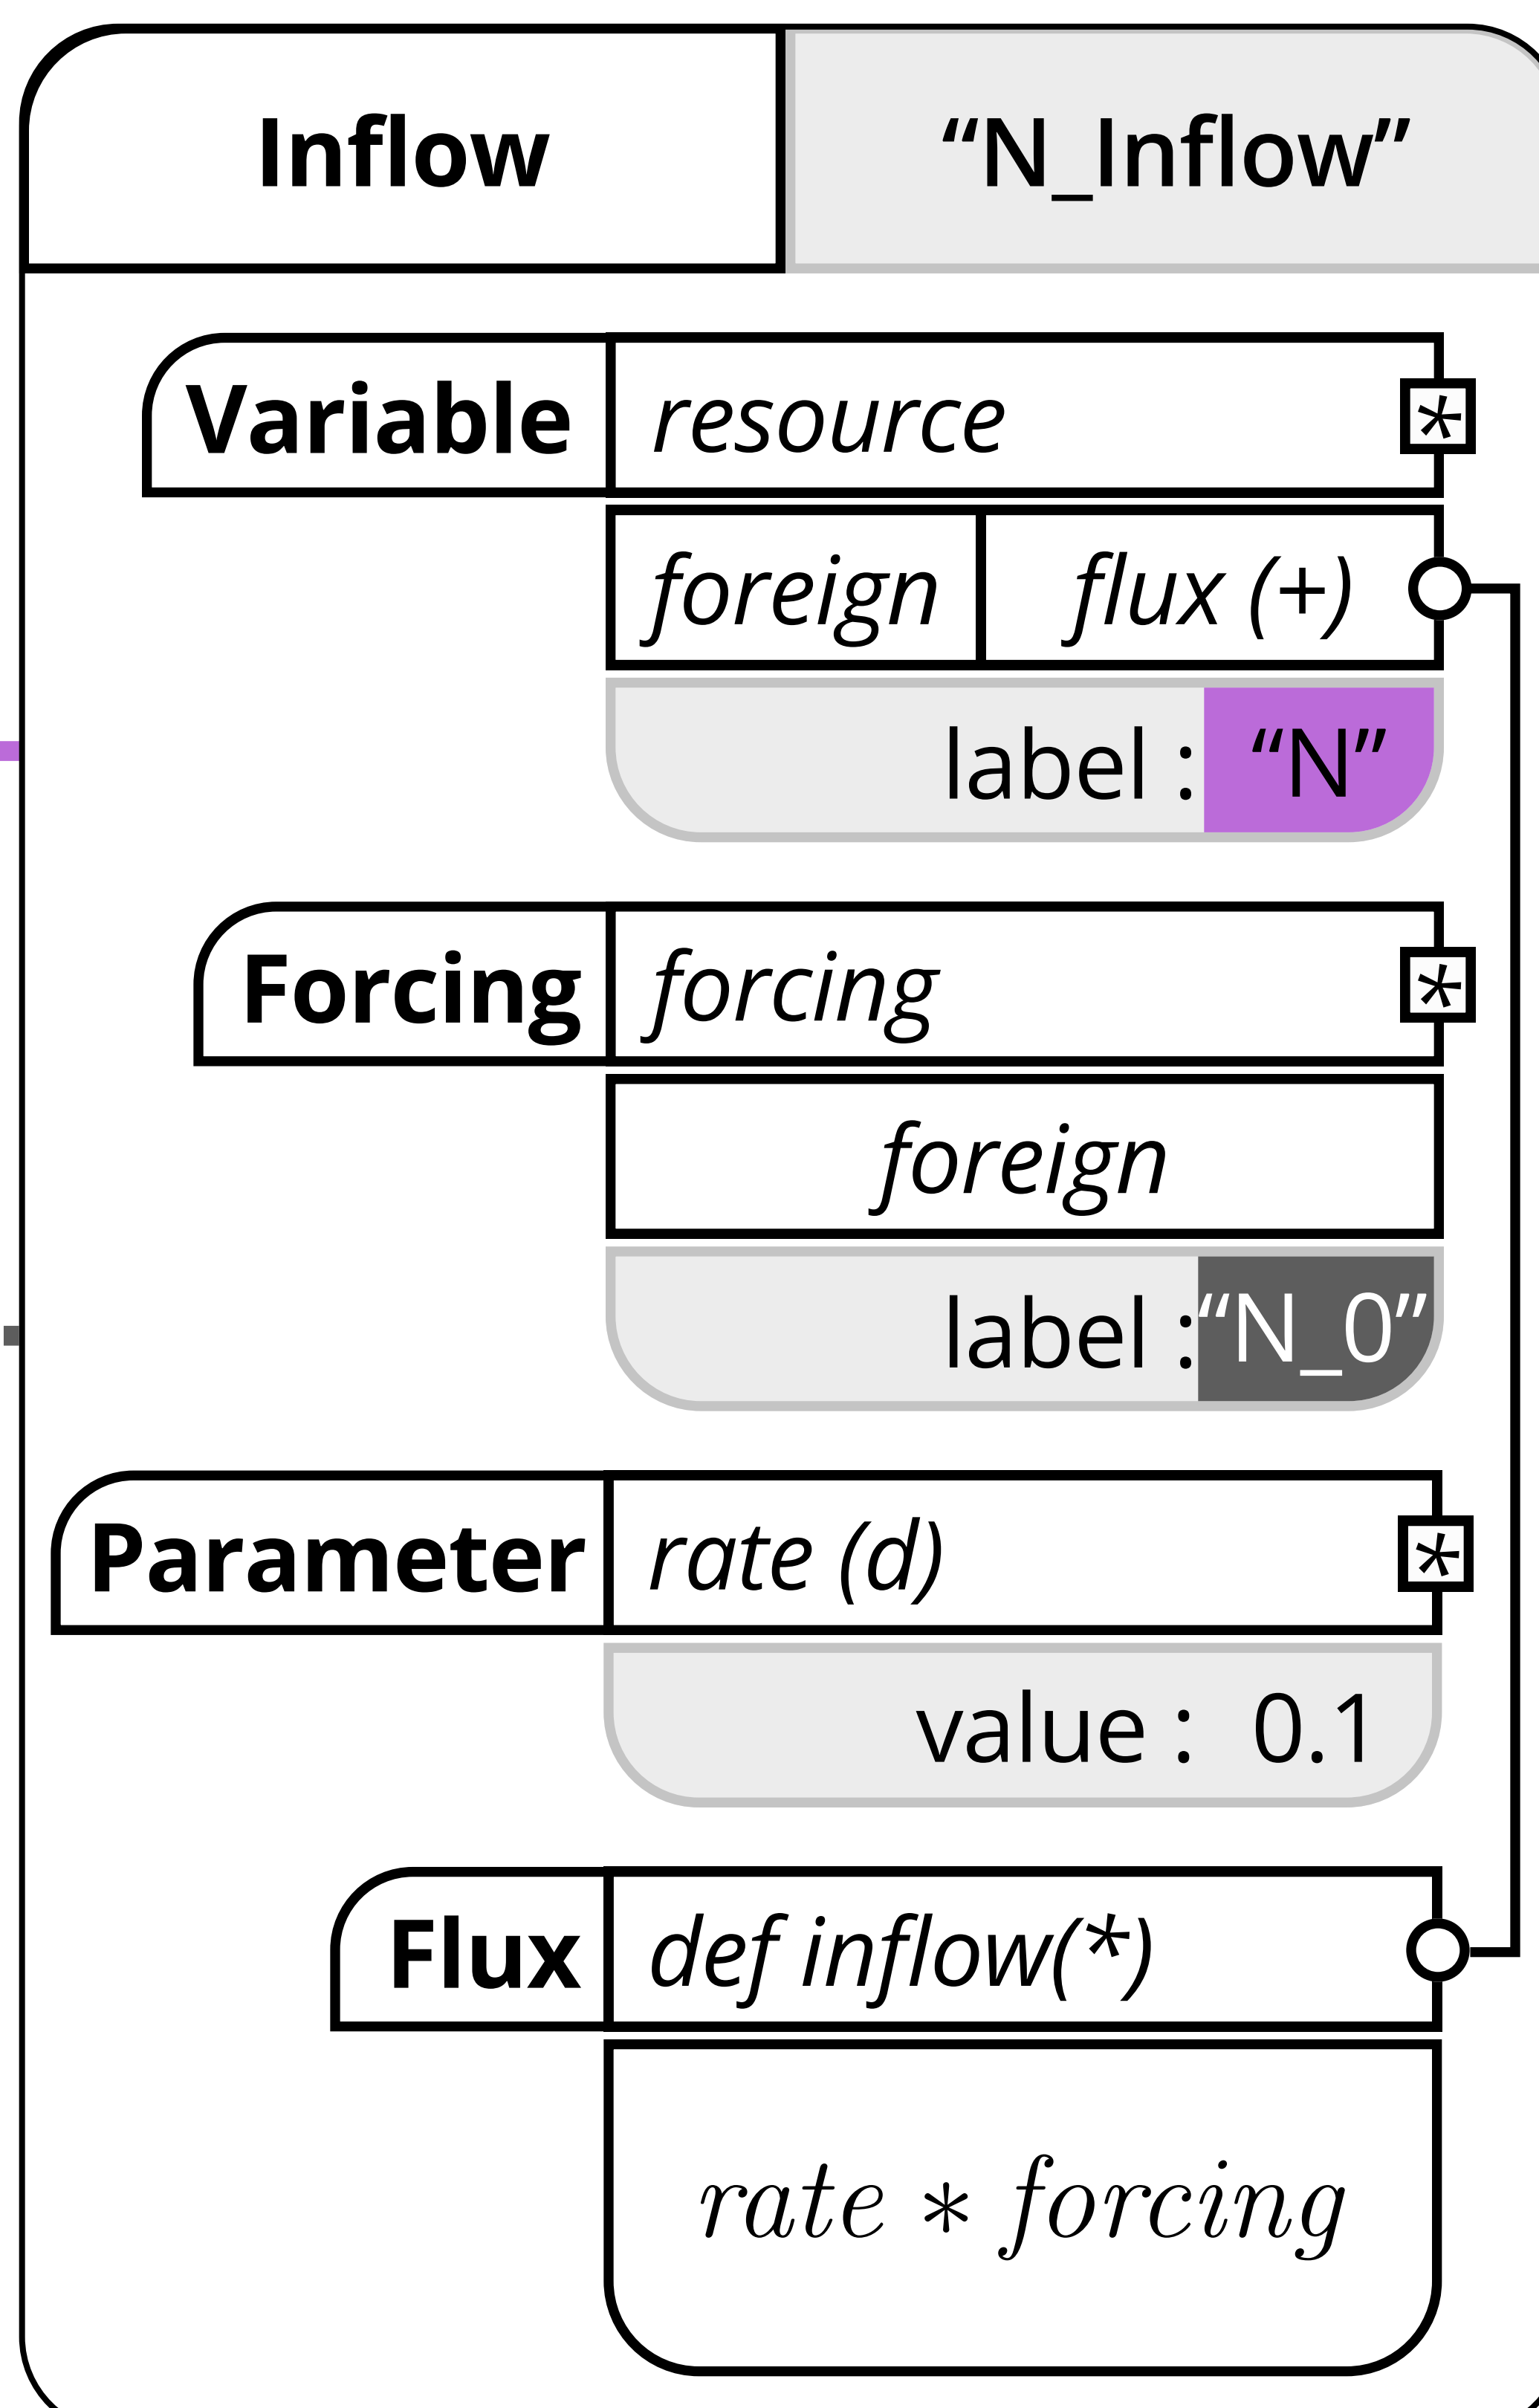 Inflow “N_Inflow”
Variable resource *
foreign flux (+)
label : “N”
Forcing forcing *
foreign
label : “N_0”
Parameter rate (d) *
value : 0.1
Flux def inflow(*)
rate ∗ forcing